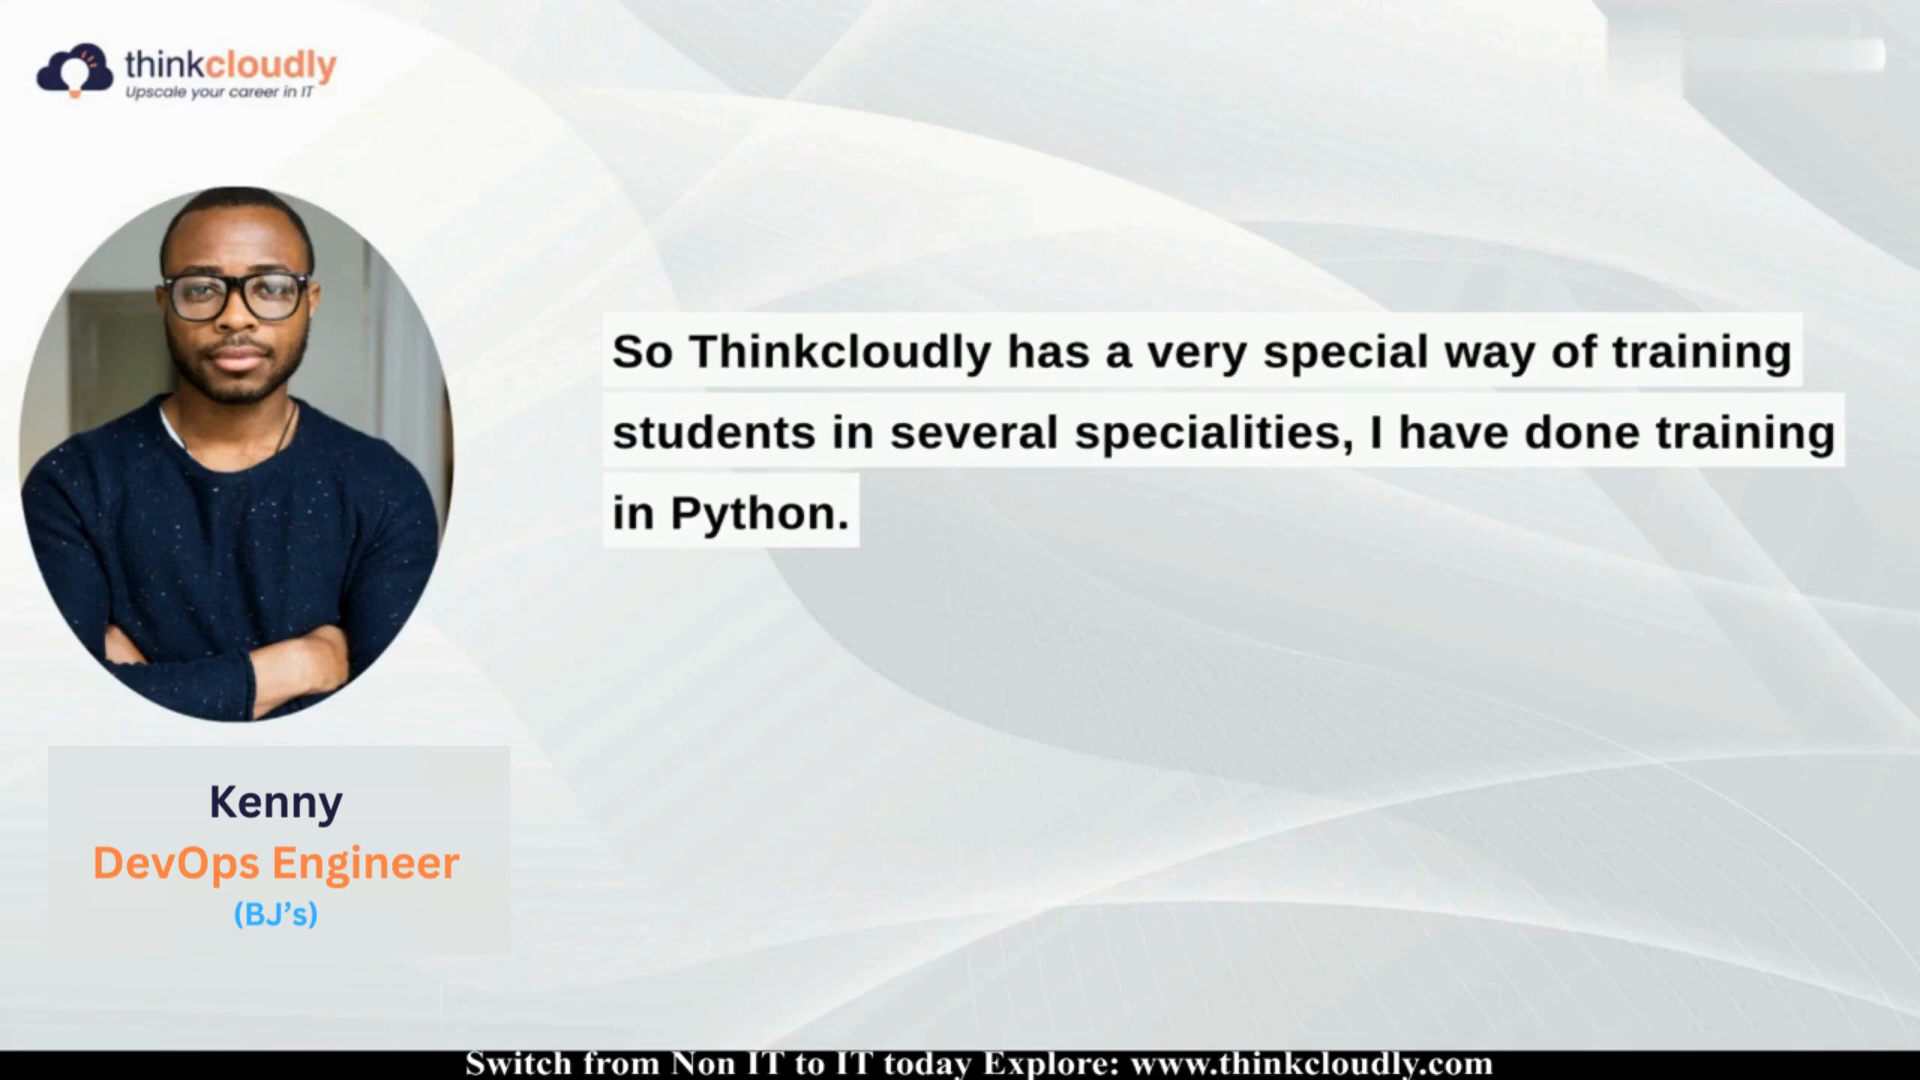 thinkcloudly
Upscale your career in IT
So Thinkcloudly has a very special way of training
students in several specialities, I have done training
in Python.
Kenny
DevOps Engineer
(BJ’s)
Switch from Non IT to IT today Explore: www.thinkcloudly.com